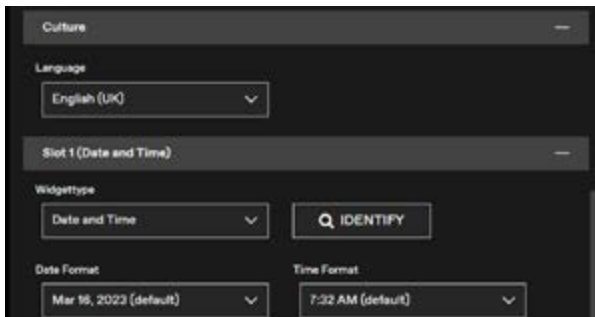 Culture
Language
English (UK)
Slot 1 (Date and Time)
Widgettype
Date and Time
IDENTIFY
Date Format
Time Format
Mar 16, 2023 (default)
7:32 AM (default)